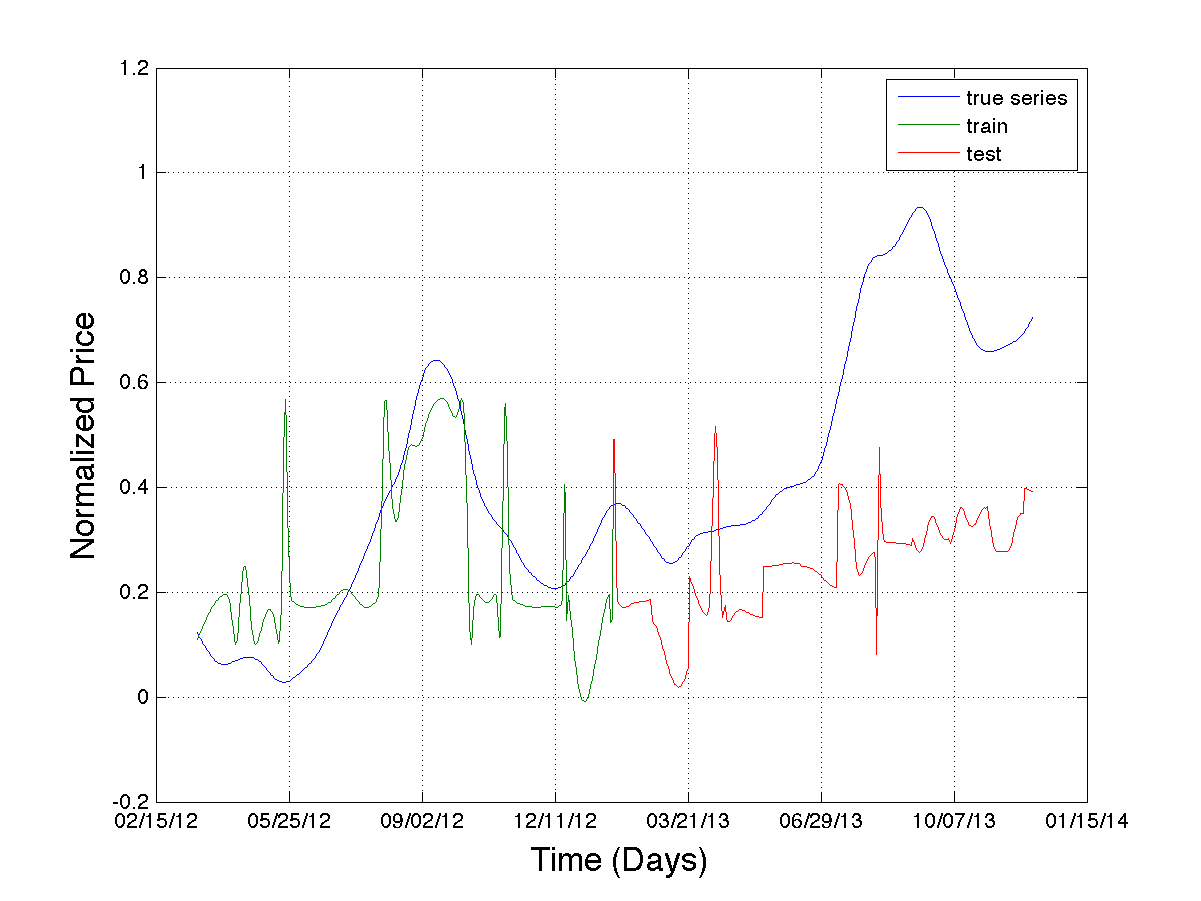 1.2
true series
train
test
1
0.8
0.6
0.4
0.2
0
-0.2
Normalized Price
02/15/12 05/25/12 09/02/12 12/11/12 03/21/13 06/29/13 10/07/13 01/15/14
Time (Days)